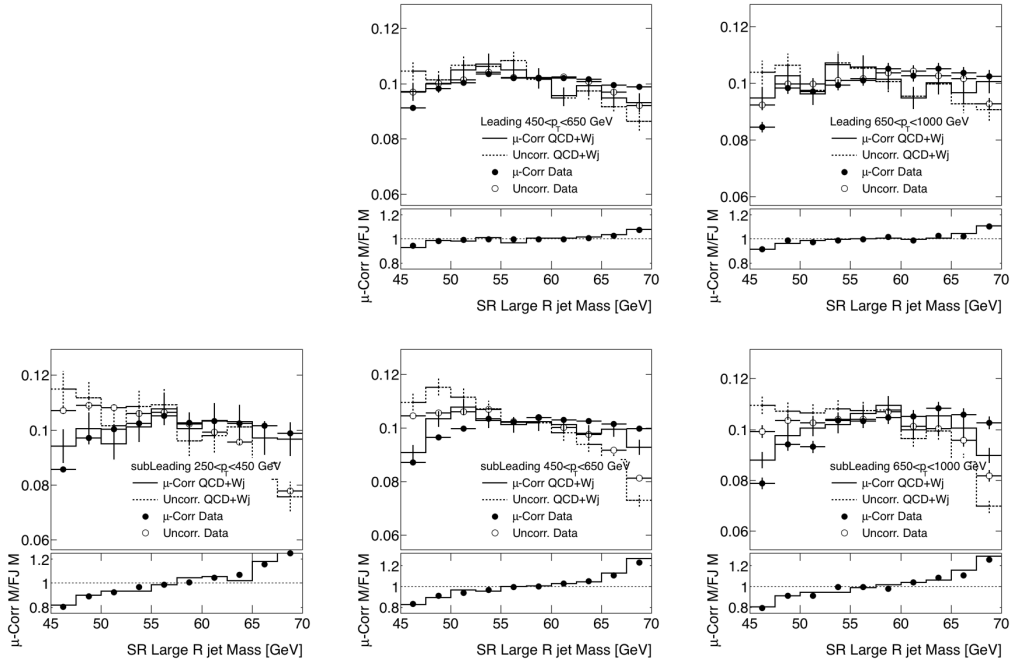 0.12
0.1
0.08
0.06
Leading 450<p_T<650 GeV
μ-Corr QCD+Wj
Uncorr. QCD+Wj
μ-Corr Data
Uncorr. Data
μ-Corr M/FJ M
1.2
1
0.8
45 50 55 60 65 70
SR Large R jet Mass [GeV]
0.12
0.1
0.08
0.06
Leading 650<p_T<1000 GeV
μ-Corr QCD+Wj
Uncorr. QCD+Wj
μ-Corr Data
Uncorr. Data
μ-Corr M/FJ M
1.2
1
0.8
45 50 55 60 65 70
SR Large R jet Mass [GeV]
0.12
0.1
0.08
0.06
subLeading 250<p_T<450 GeV
μ-Corr QCD+Wj
Uncorr. QCD+Wj
μ-Corr Data
Uncorr. Data
μ-Corr M/FJ M
1.2
1
0.8
45 50 55 60 65 70
SR Large R jet Mass [GeV]
0.12
0.1
0.08
0.06
subLeading 450<p_T<650 GeV
μ-Corr QCD+Wj
Uncorr. QCD+Wj
μ-Corr Data
Uncorr. Data
μ-Corr M/FJ M
1.2
1
0.8
45 50 55 60 65 70
SR Large R jet Mass [GeV]
0.12
0.1
0.08
0.06
subLeading 650<p_T<1000 GeV
μ-Corr QCD+Wj
Uncorr. QCD+Wj
μ-Corr Data
Uncorr. Data
μ-Corr M/FJ M
1.2
1
0.8
45 50 55 60 65 70
SR Large R jet Mass [GeV]